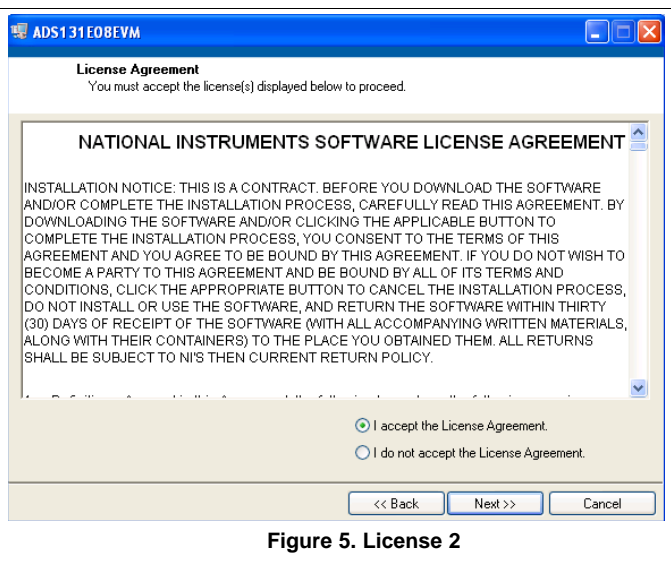 ADS131E08EVM
License Agreement
You must accept the license(s) displayed below to proceed.
NATIONAL INSTRUMENTS SOFTWARE LICENSE AGREEMENT
INSTALLATION NOTICE: THIS IS A CONTRACT. BEFORE YOU DOWNLOAD THE SOFTWARE
AND/OR COMPLETE THE INSTALLATION PROCESS, CAREFULLY READ THIS AGREEMENT. BY
DOWNLOADING THE SOFTWARE AND/OR CLICKING THE APPLICABLE BUTTON TO
COMPLETE THE INSTALLATION PROCESS, YOU CONSENT TO THE TERMS OF THIS
AGREEMENT AND YOU AGREE TO BE BOUND BY THIS AGREEMENT. IF YOU DO NOT WISH TO
BECOME A PARTY TO THIS AGREEMENT AND BE BOUND BY ALL OF ITS TERMS AND
CONDITIONS, CLICK THE APPROPRIATE BUTTON TO CANCEL THE INSTALLATION PROCESS,
DO NOT INSTALL OR USE THE SOFTWARE, AND RETURN THE SOFTWARE WITHIN THIRTY
(30) DAYS OF RECEIPT OF THE SOFTWARE (WITH ALL ACCOMPANYING WRITTEN MATERIALS,
ALONG WITH THEIR CONTAINERS) TO THE PLACE YOU OBTAINED THEM. ALL RETURNS
SHALL BE SUBJECT TO NI'S THEN CURRENT RETURN POLICY.
I accept the License Agreement.
I do not accept the License Agreement.
<< Back Next >> Cancel
Figure 5. License 2